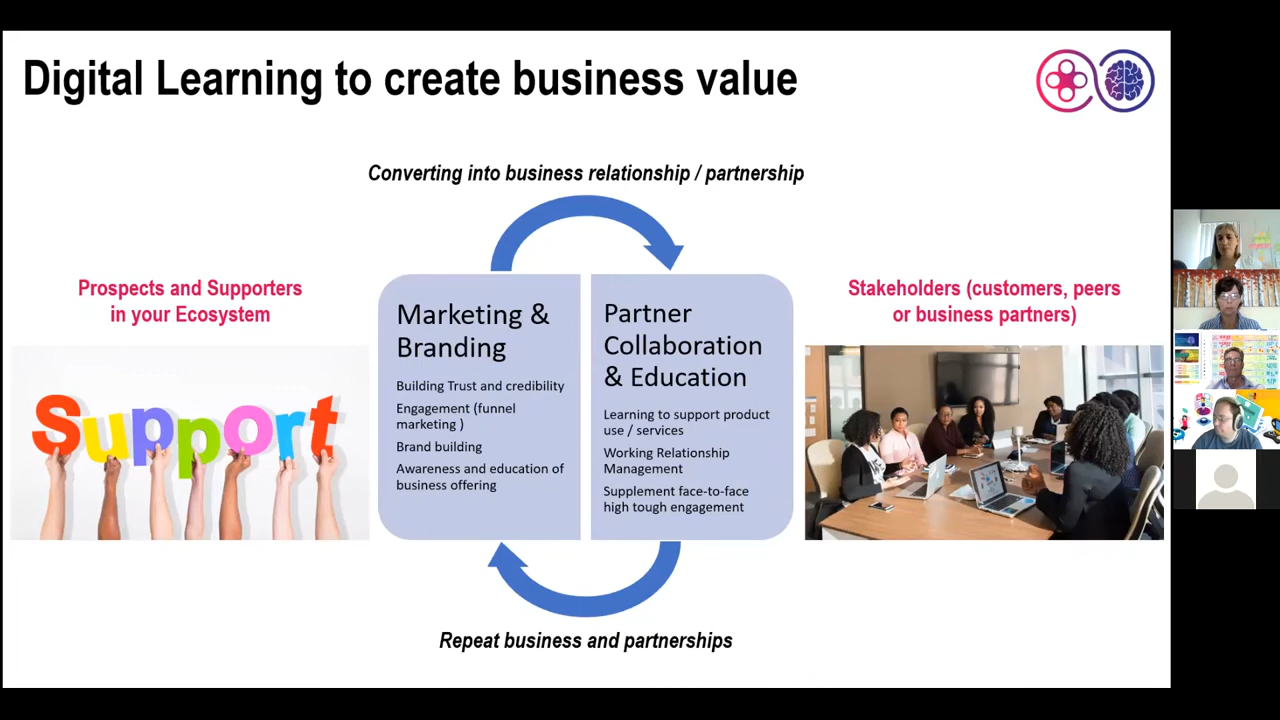 Digital Learning to create business value
Converting into business relationship / partnership
Prospects and Supporters
in your Ecosystem
Support
Marketing &
Branding
Building Trust and credibility
Engagement (funnel
marketing )
Brand building
Awareness and education of
business offering
Partner
Collaboration
& Education
Learning to support product
use / services
Working Relationship
Management
Supplement face-to-face
high tough engagement
Stakeholders (customers, peers
or business partners)
Repeat business and partnerships